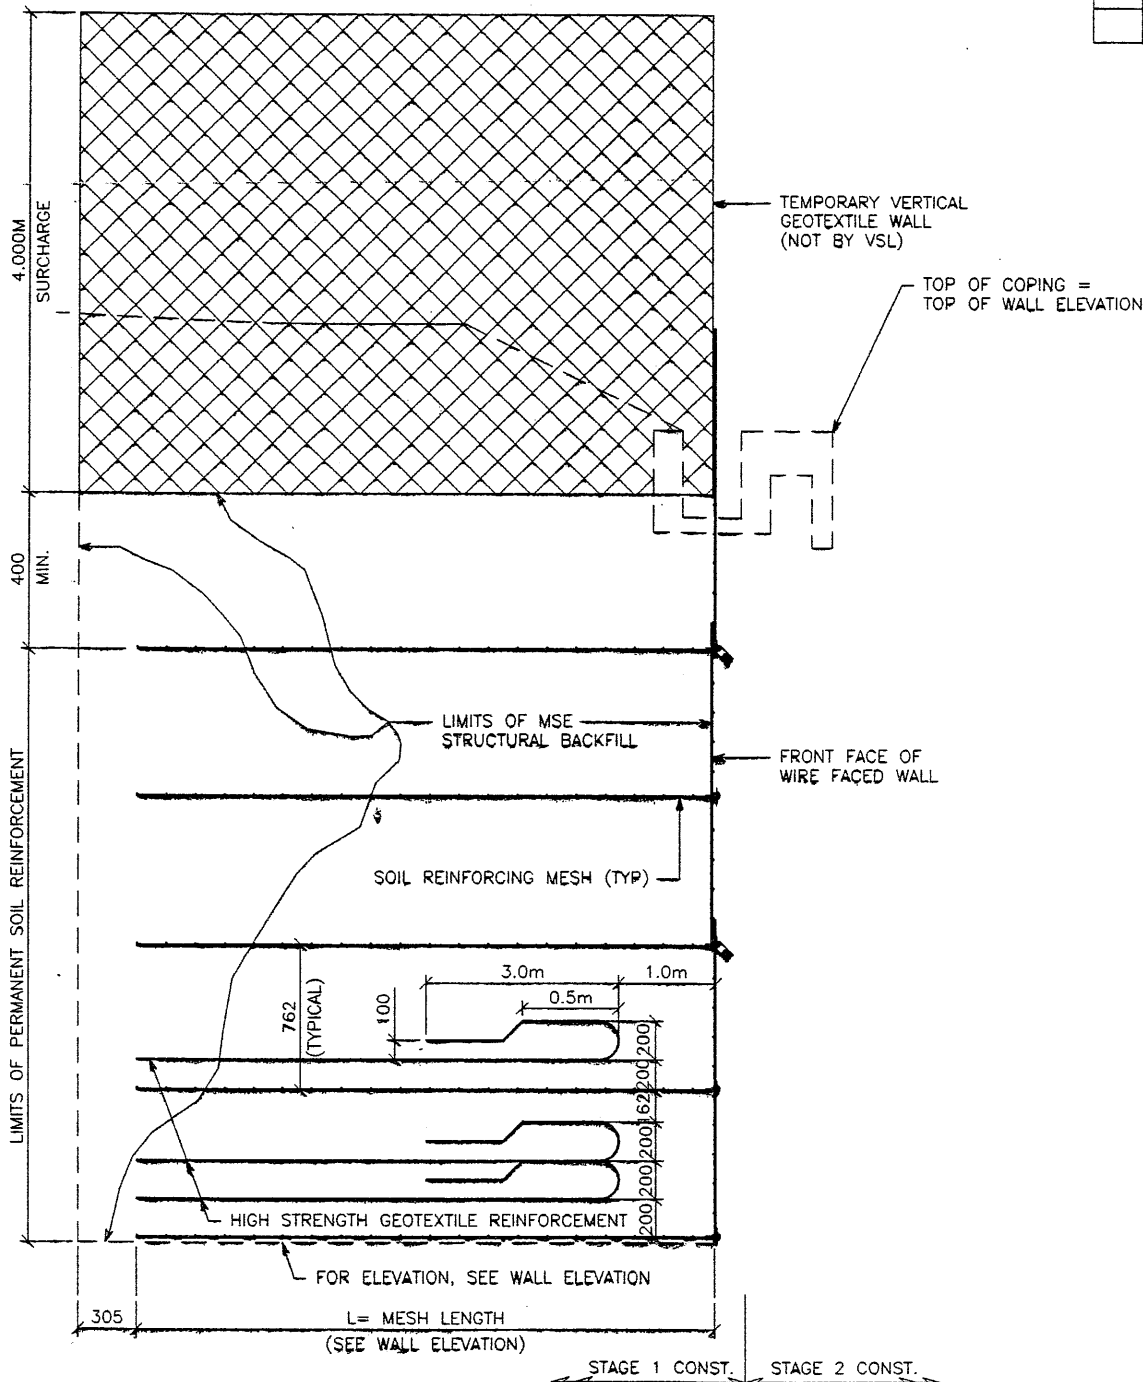 4.000M
SURCHARGE
TEMPORARY VERTICAL
GEOTEXTILE WALL
(NOT BY VSL)
TOP OF COPING =
TOP OF WALL ELEVATION
400
MIN.
LIMITS OF MSE
STRUCTURAL BACKFILL
FRONT FACE OF
WIRE FACED WALL
SOIL REINFORCING MESH (TYP)
LIMITS OF PERMANENT SOIL REINFORCEMENT
762
(TYPICAL)
100
3.0m
1.0m
0.5m
200
200
162
200
200
200
HIGH STRENGTH GEOTEXTILE REINFORCEMENT
FOR ELEVATION, SEE WALL ELEVATION
305
L= MESH LENGTH
(SEE WALL ELEVATION)
STAGE 1 CONST.
STAGE 2 CONST.